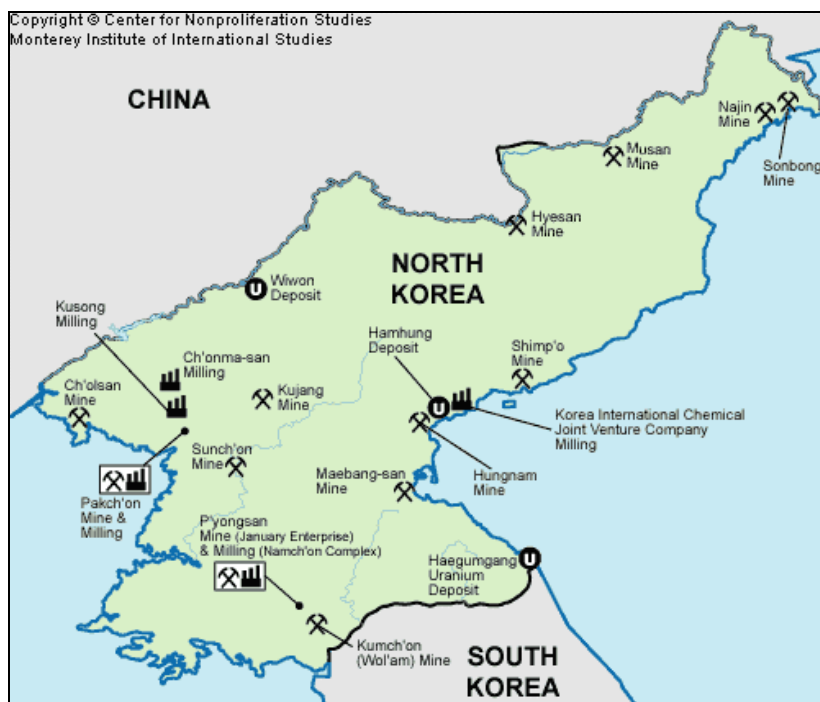 Copyright © Center for Nonproliferation Studies
Monterey Institute of International Studies
CHINA
Najin
Mine
Musan
Mine
Sonbong
Mine
Hyesan
Mine
NORTH
KOREA
U
Wiwon
Deposit
Kusong
Milling
Hamhung
Deposit
Shimp'o
Mine
Ch'onma-san
Milling
Ch'olsan
Mine
Kujang
Mine
U
Korea International Chemical
Joint Venture Company
Milling
Sunch'on
Mine
Hungnam
Mine
Maebang-san
Mine
Pakch'on
Mine &
Milling
P'yongsan
Mine (January Enterprise)
& Milling (Namch'on Complex)
Haegumgang
Uranium
Deposit
U
Kumch'on
(Wol'am) Mine
SOUTH
KOREA